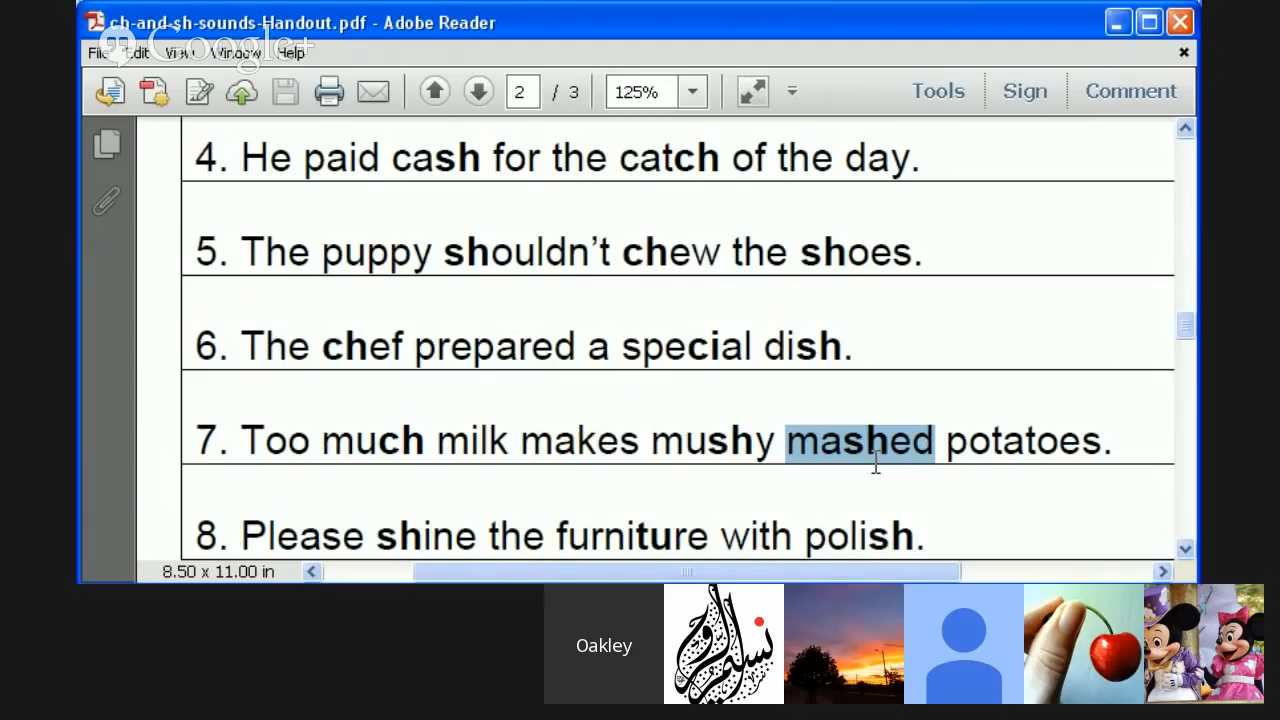 ch-and-sh-sounds-Handout.pdf - Adobe Reader
Google+
File Edit View Window Help
2 / 3 125% Tools Sign Comment
4. He paid cash for the catch of the day.
5. The puppy shouldn’t chew the shoes.
6. The chef prepared a special dish.
7. Too much milk makes mushy mashed potatoes.
8. Please shine the furniture with polish.
8.50 x 11.00 in
Oakley